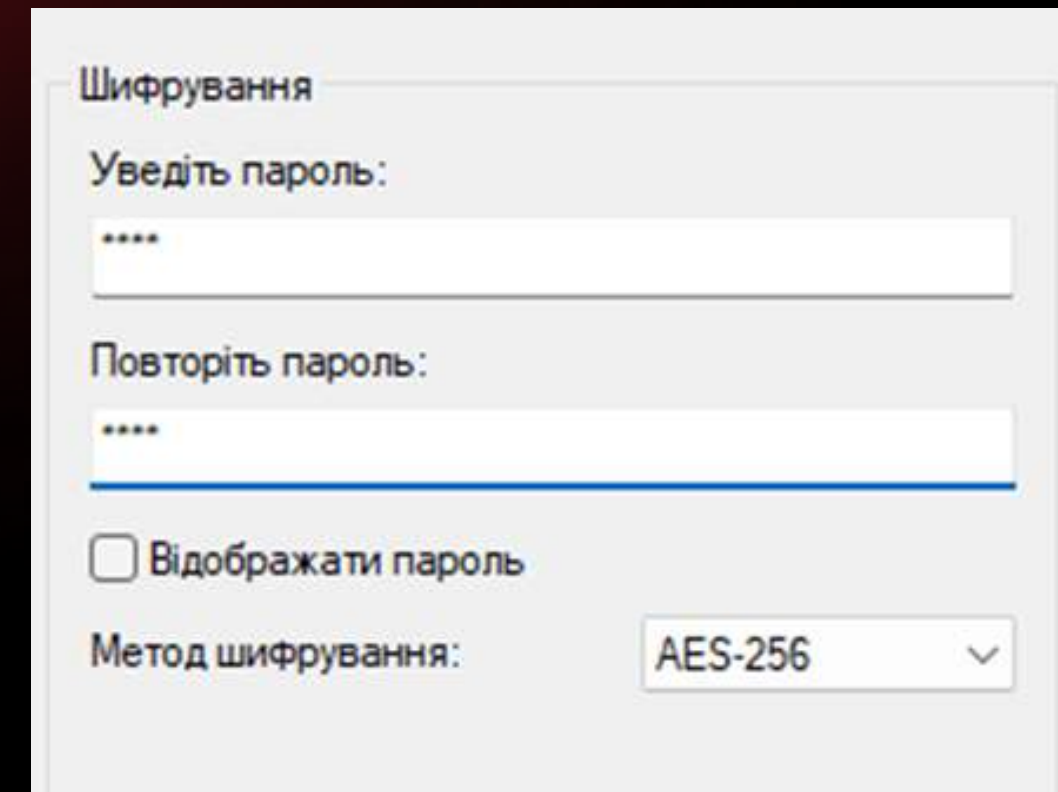 Шифрування
Уведіть пароль:
****
Повторіть пароль:
****
Відображати пароль
Метод шифрування:
AES-256